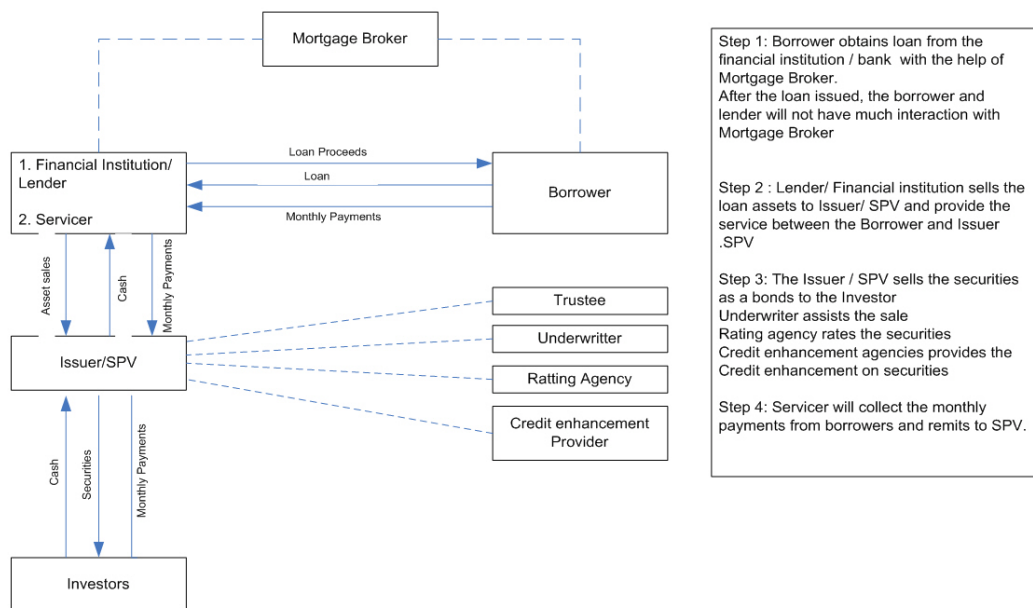 Mortgage Broker
1. Financial Institution/
Lender
2. Servicer
Loan Proceeds
Loan
Monthly Payments
Borrower
Asset sales
Cash
Monthly Payments
Issuer/SPV
Trustee
Underwritter
Ratting Agency
Credit enhancement
Provider
Cash
Securities
Monthly Payments
Investors
Step 1: Borrower obtains loan from the
financial institution / bank with the help of
Mortgage Broker.
After the loan issued, the borrower and
lender will not have much interaction with
Mortgage Broker
Step 2 : Lender/ Financial institution sells the
loan assets to Issuer/ SPV and provide the
service between the Borrower and Issuer
.SPV
Step 3: The Issuer / SPV sells the securities
as a bonds to the Investor
Underwriter assists the sale
Rating agency rates the securities
Credit enhancement agencies provides the
Credit enhancement on securities
Step 4: Servicer will collect the monthly
payments from borrowers and remits to SPV.